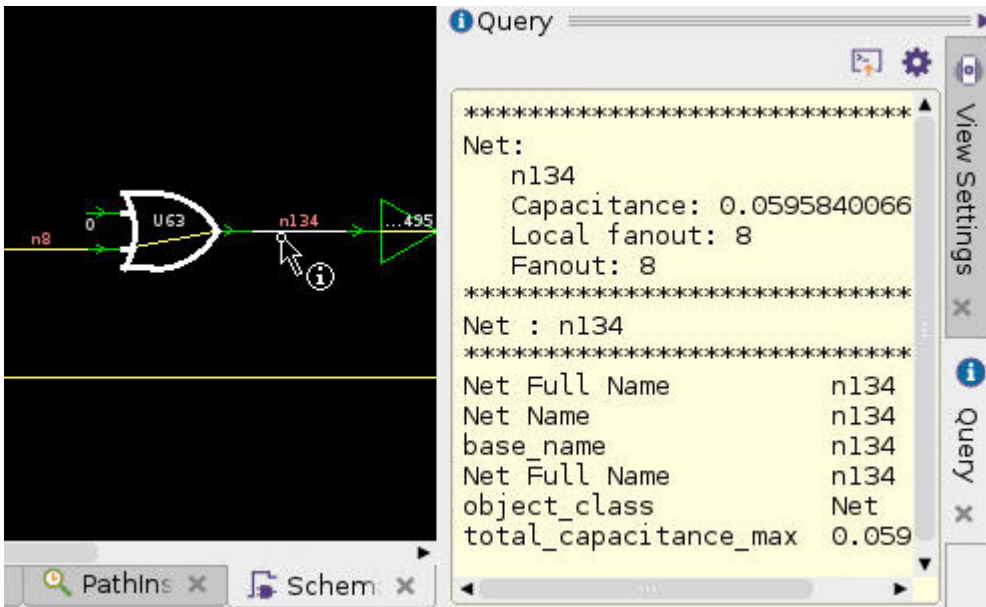 Query
******************************
Net:
n134
Capacitance: 0.0595840066
Local fanout: 8
Fanout: 8
******************************
Net : n134
******************************
Net Full Name n134
Net Name n134
base_name n134
Net Full Name n134
object_class Net
total_capacitance_max 0.059
0
U63
n134
...495
n8
View Settings
Query
PathIns
Schem